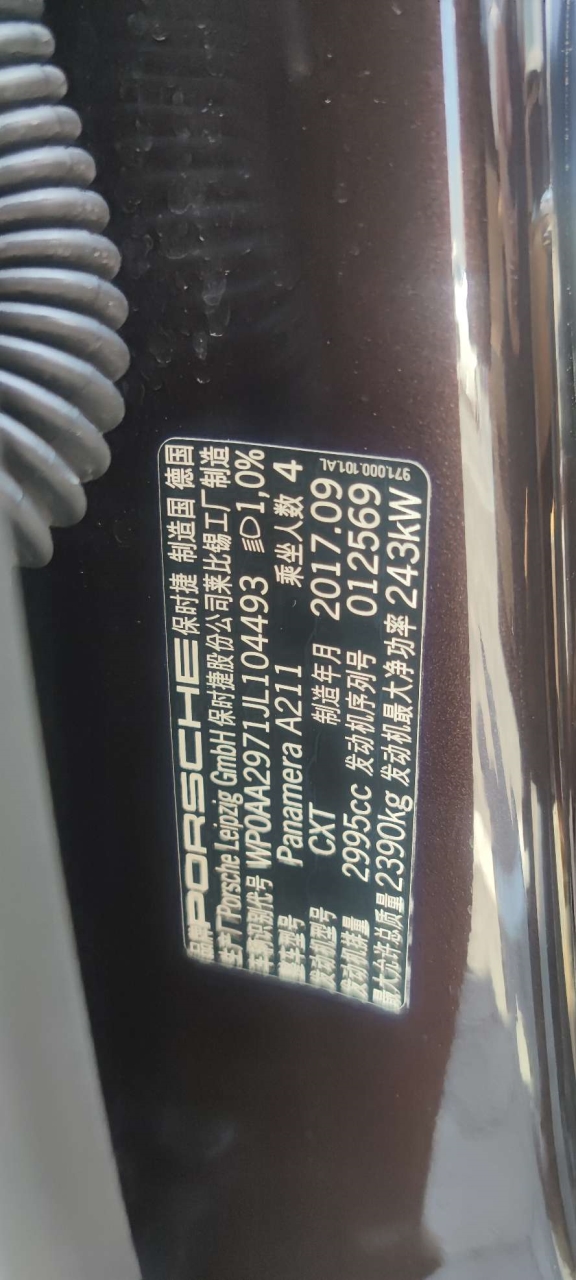 品牌 PORSCHE 保时捷 制造国 德国
生产厂 Porsche Leipzig GmbH 保时捷股份公司莱比锡工厂制造
车辆识别代号 WP0AA2971JL104493 1,0%
整车型号 Panamera A211 乘坐人数 4
发动机型号 CXT 制造年月 2017.09
发动机排量 2995cc 发动机序列号 012569
最大允许总质量 2390kg 发动机最大净功率 243kW
971.000.101.AL